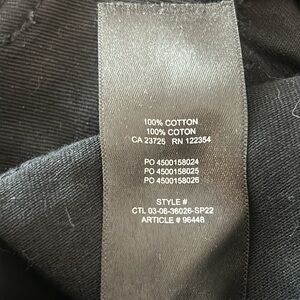 100% COTTON
100% COTON
CA 23725 RN 122354
PO 4500158024
PO 4500158025
PO 4500158026
STYLE #
CTL 03-06-36026-SP22
ARTICLE # 96448